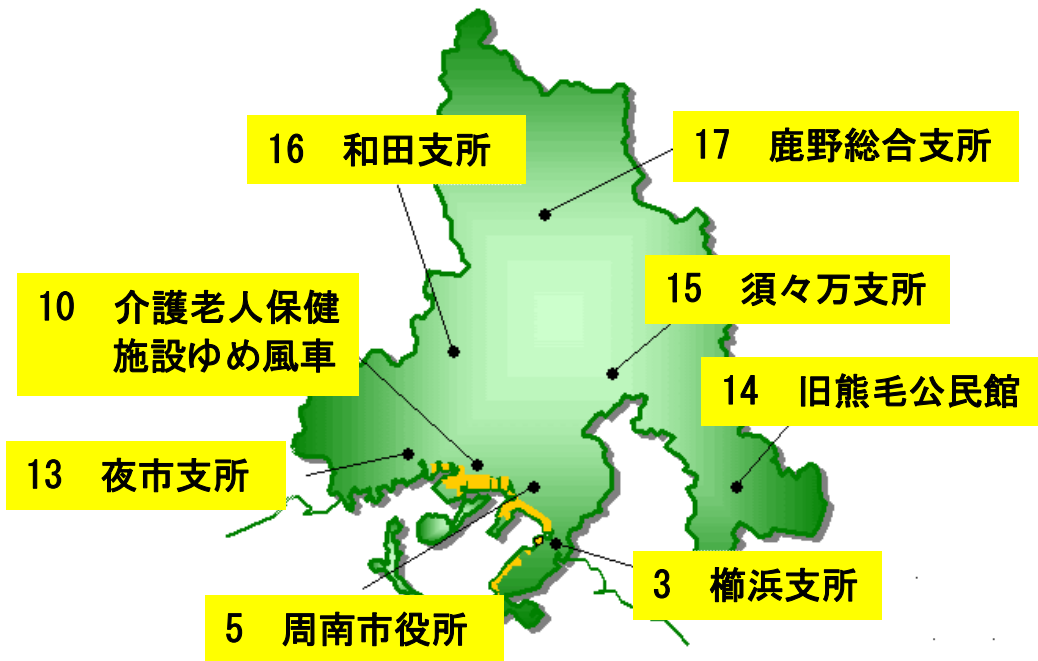 16 和田支所
17 鹿野総合支所
15 須々万支所
10 介護老人保健
施設ゆめ風車
14 旧熊毛公民館
13 夜市支所
3 櫛浜支所
5 周南市役所